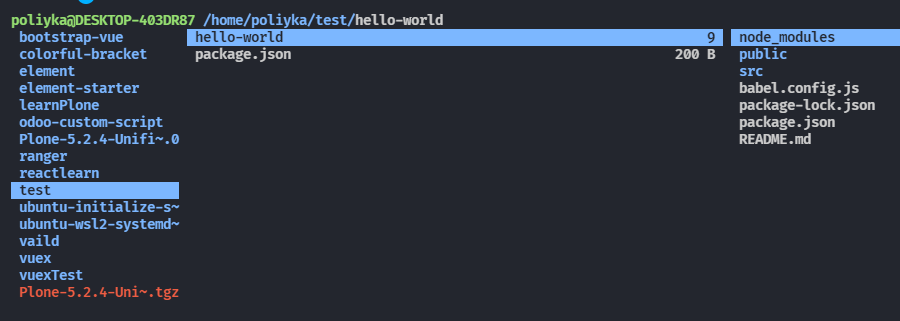 poliyka@DESKTOP-403DR87 /home/poliyka/test/hello-world
bootstrap-vue
colorful-bracket
element
element-starter
learnPlone
odoo-custom-script
Plone-5.2.4-Unifi~.0
ranger
reactlearn
test
ubuntu-initialize-s~
ubuntu-wsl2-systemd~
vaild
vuex
vuexTest
Plone-5.2.4-Uni~.tgz
hello-world 9
package.json 200 B
node_modules
public
src
babel.config.js
package-lock.json
package.json
README.md